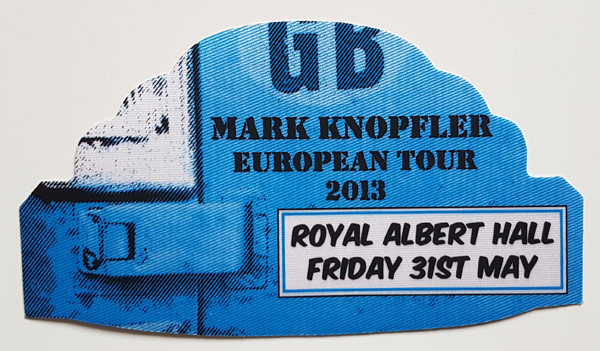 GB
MARK KNOPFLER
EUROPEAN TOUR
2013
ROYAL ALBERT HALL
FRIDAY 31ST MAY